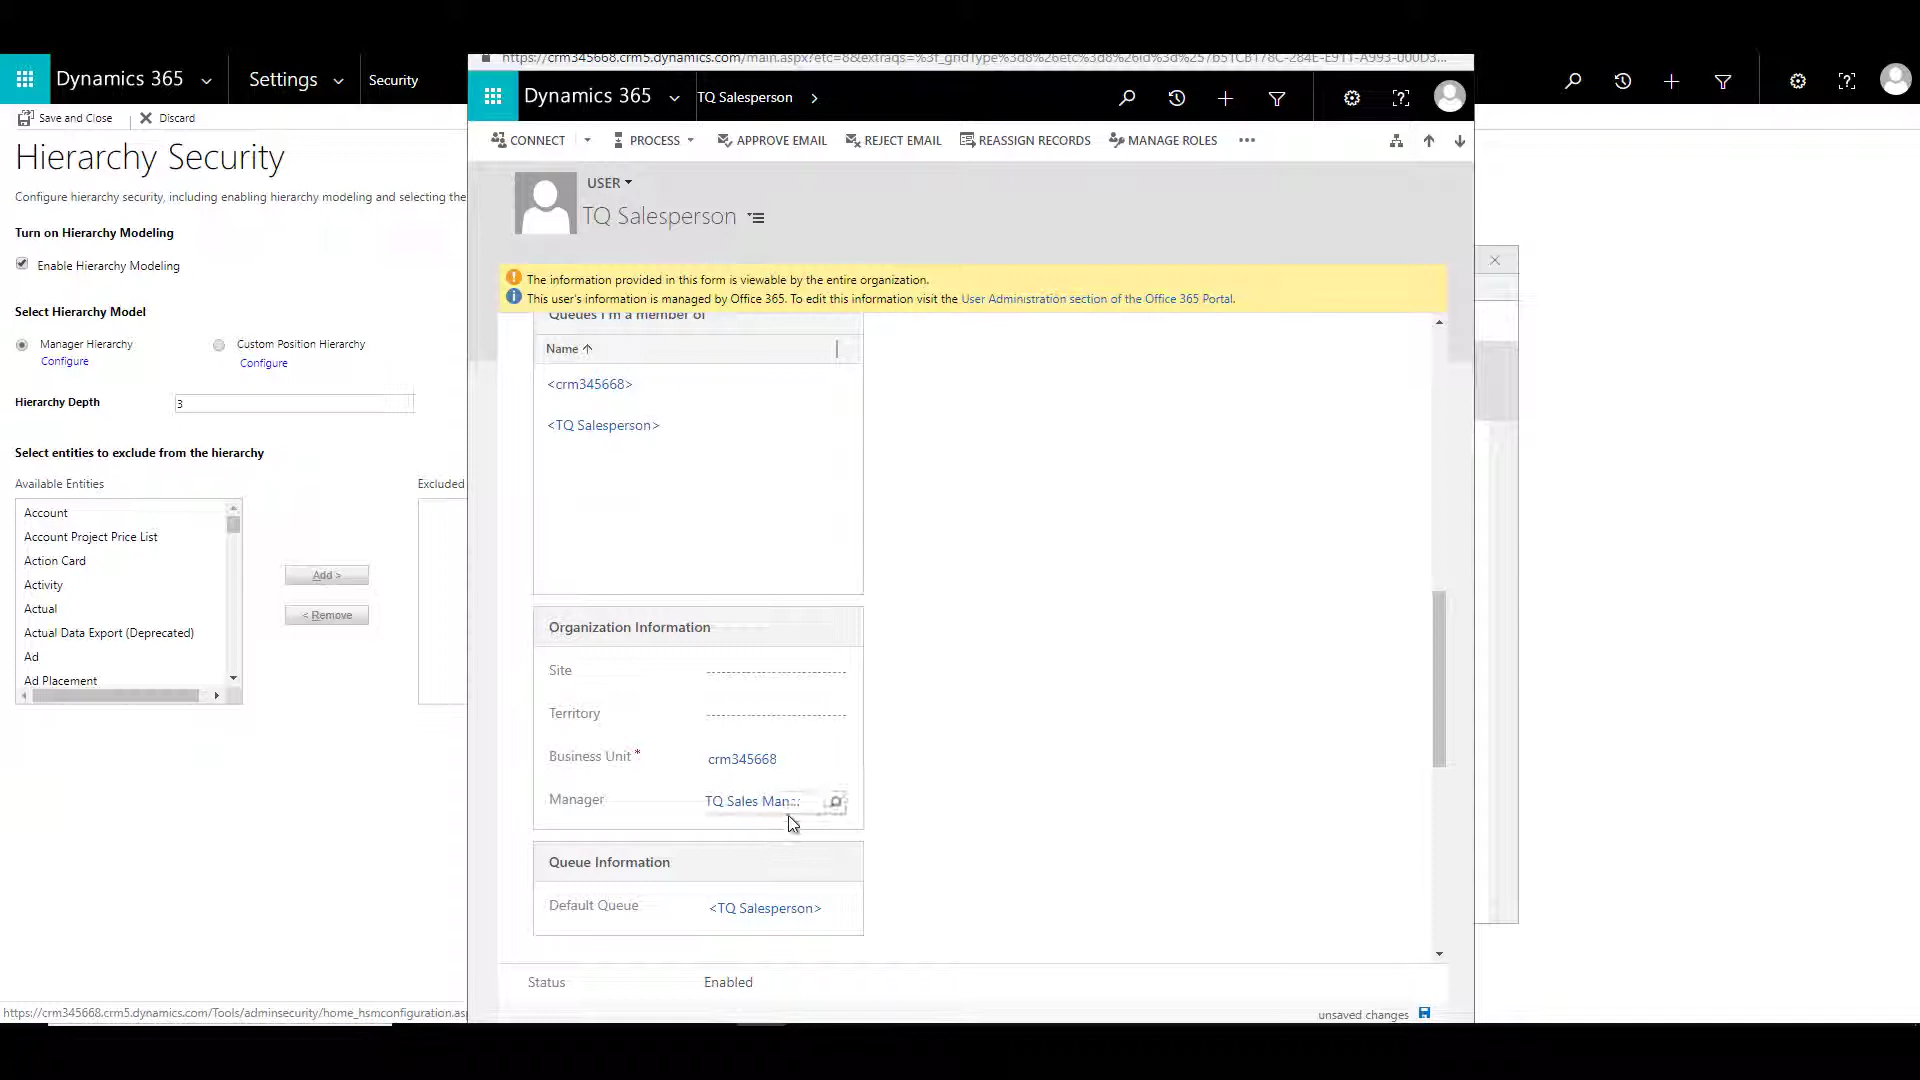 Dynamics 365
Settings
Security
Save and Close
Discard
Hierarchy Security
Configure hierarchy security, including enabling hierarchy modeling and selecting the
Turn on Hierarchy Modeling
Enable Hierarchy Modeling
Select Hierarchy Model
Manager Hierarchy
Configure
Custom Position Hierarchy
Configure
Hierarchy Depth
3
Select entities to exclude from the hierarchy
Available Entities
Excluded
Account
Account Project Price List
Action Card
Activity
Actual
Actual Data Export (Deprecated)
Ad
Ad Placement
Add >
< Remove
https://crm345668.crm5.dynamics.com/Tools/adminsecurity/home_hsmconfiguration.as
Dynamics 365
TQ Salesperson
CONNECT
PROCESS
APPROVE EMAIL
REJECT EMAIL
REASSIGN RECORDS
MANAGE ROLES
USER
TQ Salesperson
The information provided in this form is viewable by the entire organization.
This user's information is managed by Office 365. To edit this information visit the User Administration section of the Office 365 Portal.
Queues I'm a member of
Name
<crm345668>
<TQ Salesperson>
Organization Information
Site
Territory
Business Unit *
crm345668
Manager
TQ Sales Mana...
Queue Information
Default Queue
<TQ Salesperson>
Status
Enabled
unsaved changes